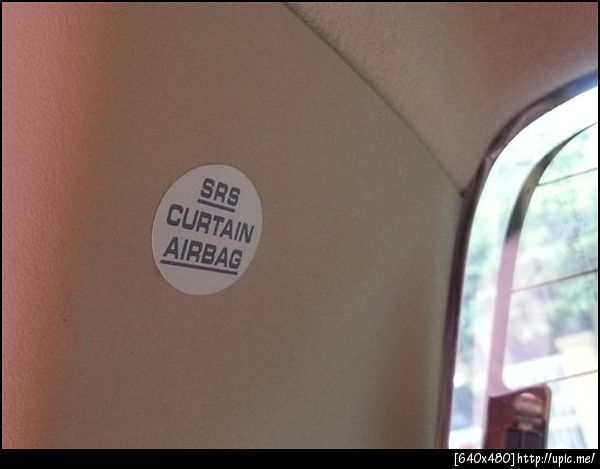 SRS
CURTAIN
AIRBAG
[640x480]http://upic.me/